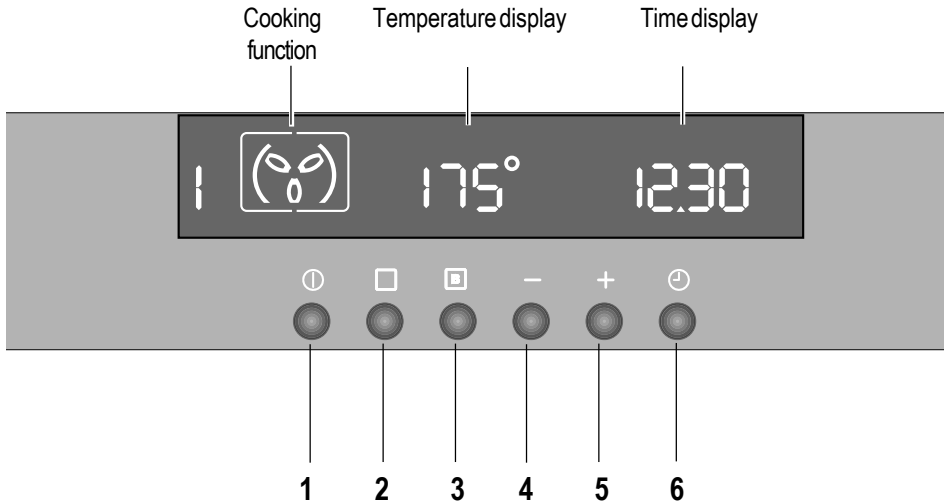 Cooking function
Temperature display
Time display
1
175°
12.30
B
− +
1 2 3 4 5 6